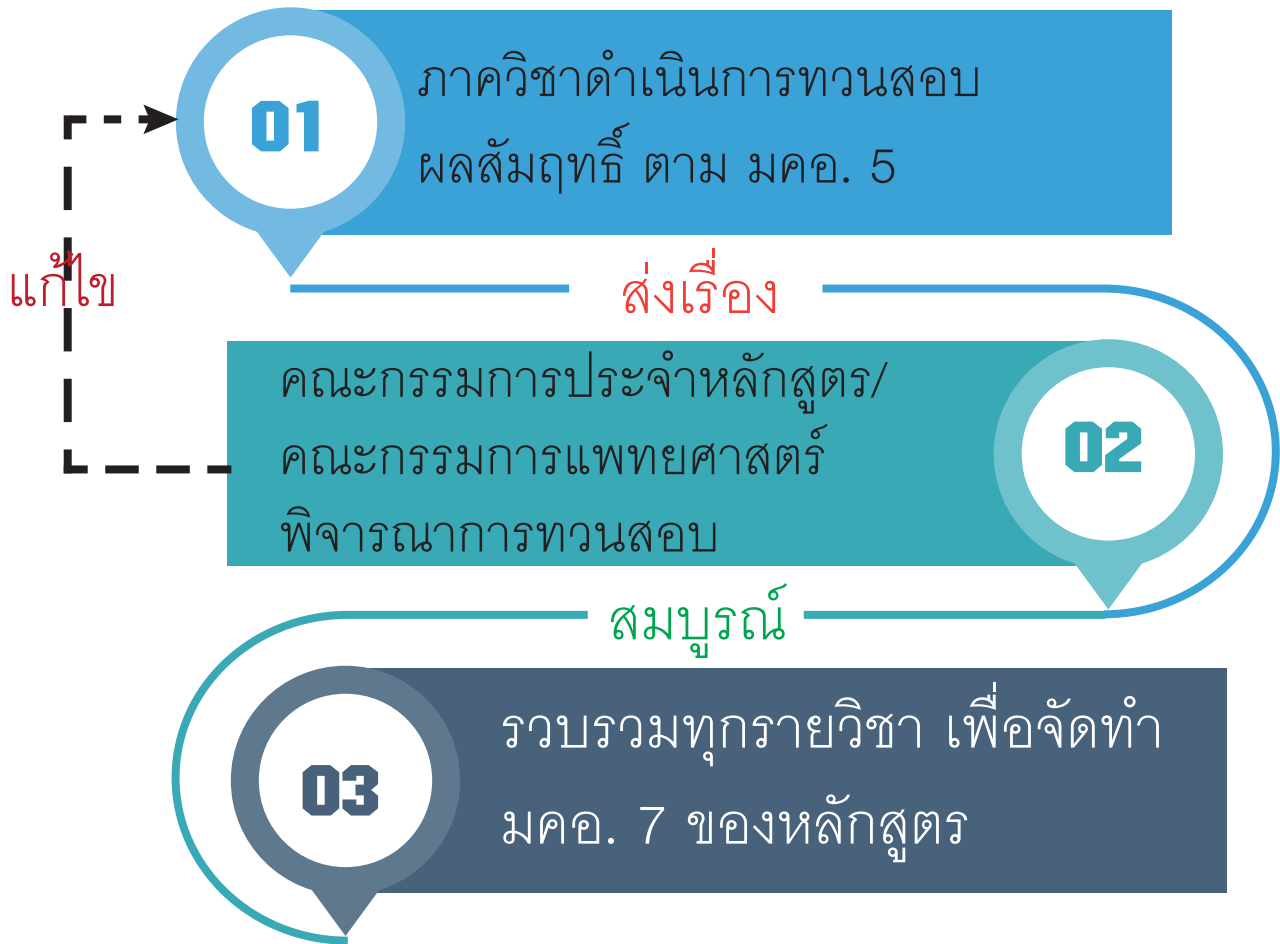 01
ภาควิชาดำเนินการทวนสอบ
ผลสัมฤทธิ์ ตาม มคอ. 5
แก้ไข
ส่งเรื่อง
คณะกรรมการประจำหลักสูตร/
คณะกรรมการแพทยศาสตร์
พิจารณาการทวนสอบ
02
สมบูรณ์
03
รวบรวมทุกรายวิชา เพื่อจัดทำ
มคอ. 7 ของหลักสูตร